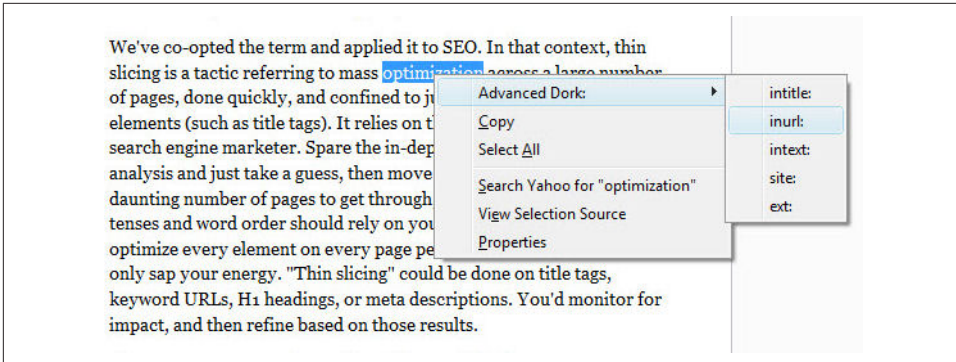 We've co-opted the term and applied it to SEO. In that context, thin
slicing is a tactic referring to mass optimization across a large number
of pages, done quickly, and confined to
elements (such as title tags). It relies on
search engine marketer. Spare the
analysis and just take a guess, then move
daunting number of pages to get through
tenses and word order should rely on
optimize every element on every page
only sap your energy. "Thin slicing" could be done on title tags,
keyword URLs, H1 headings, or meta descriptions. You'd monitor for
impact, and then refine based on those results.
Advanced Dork:
Copy
Select All
Search Yahoo for "optimization"
View Selection Source
Properties
intitle:
inurl:
intext:
site:
ext: